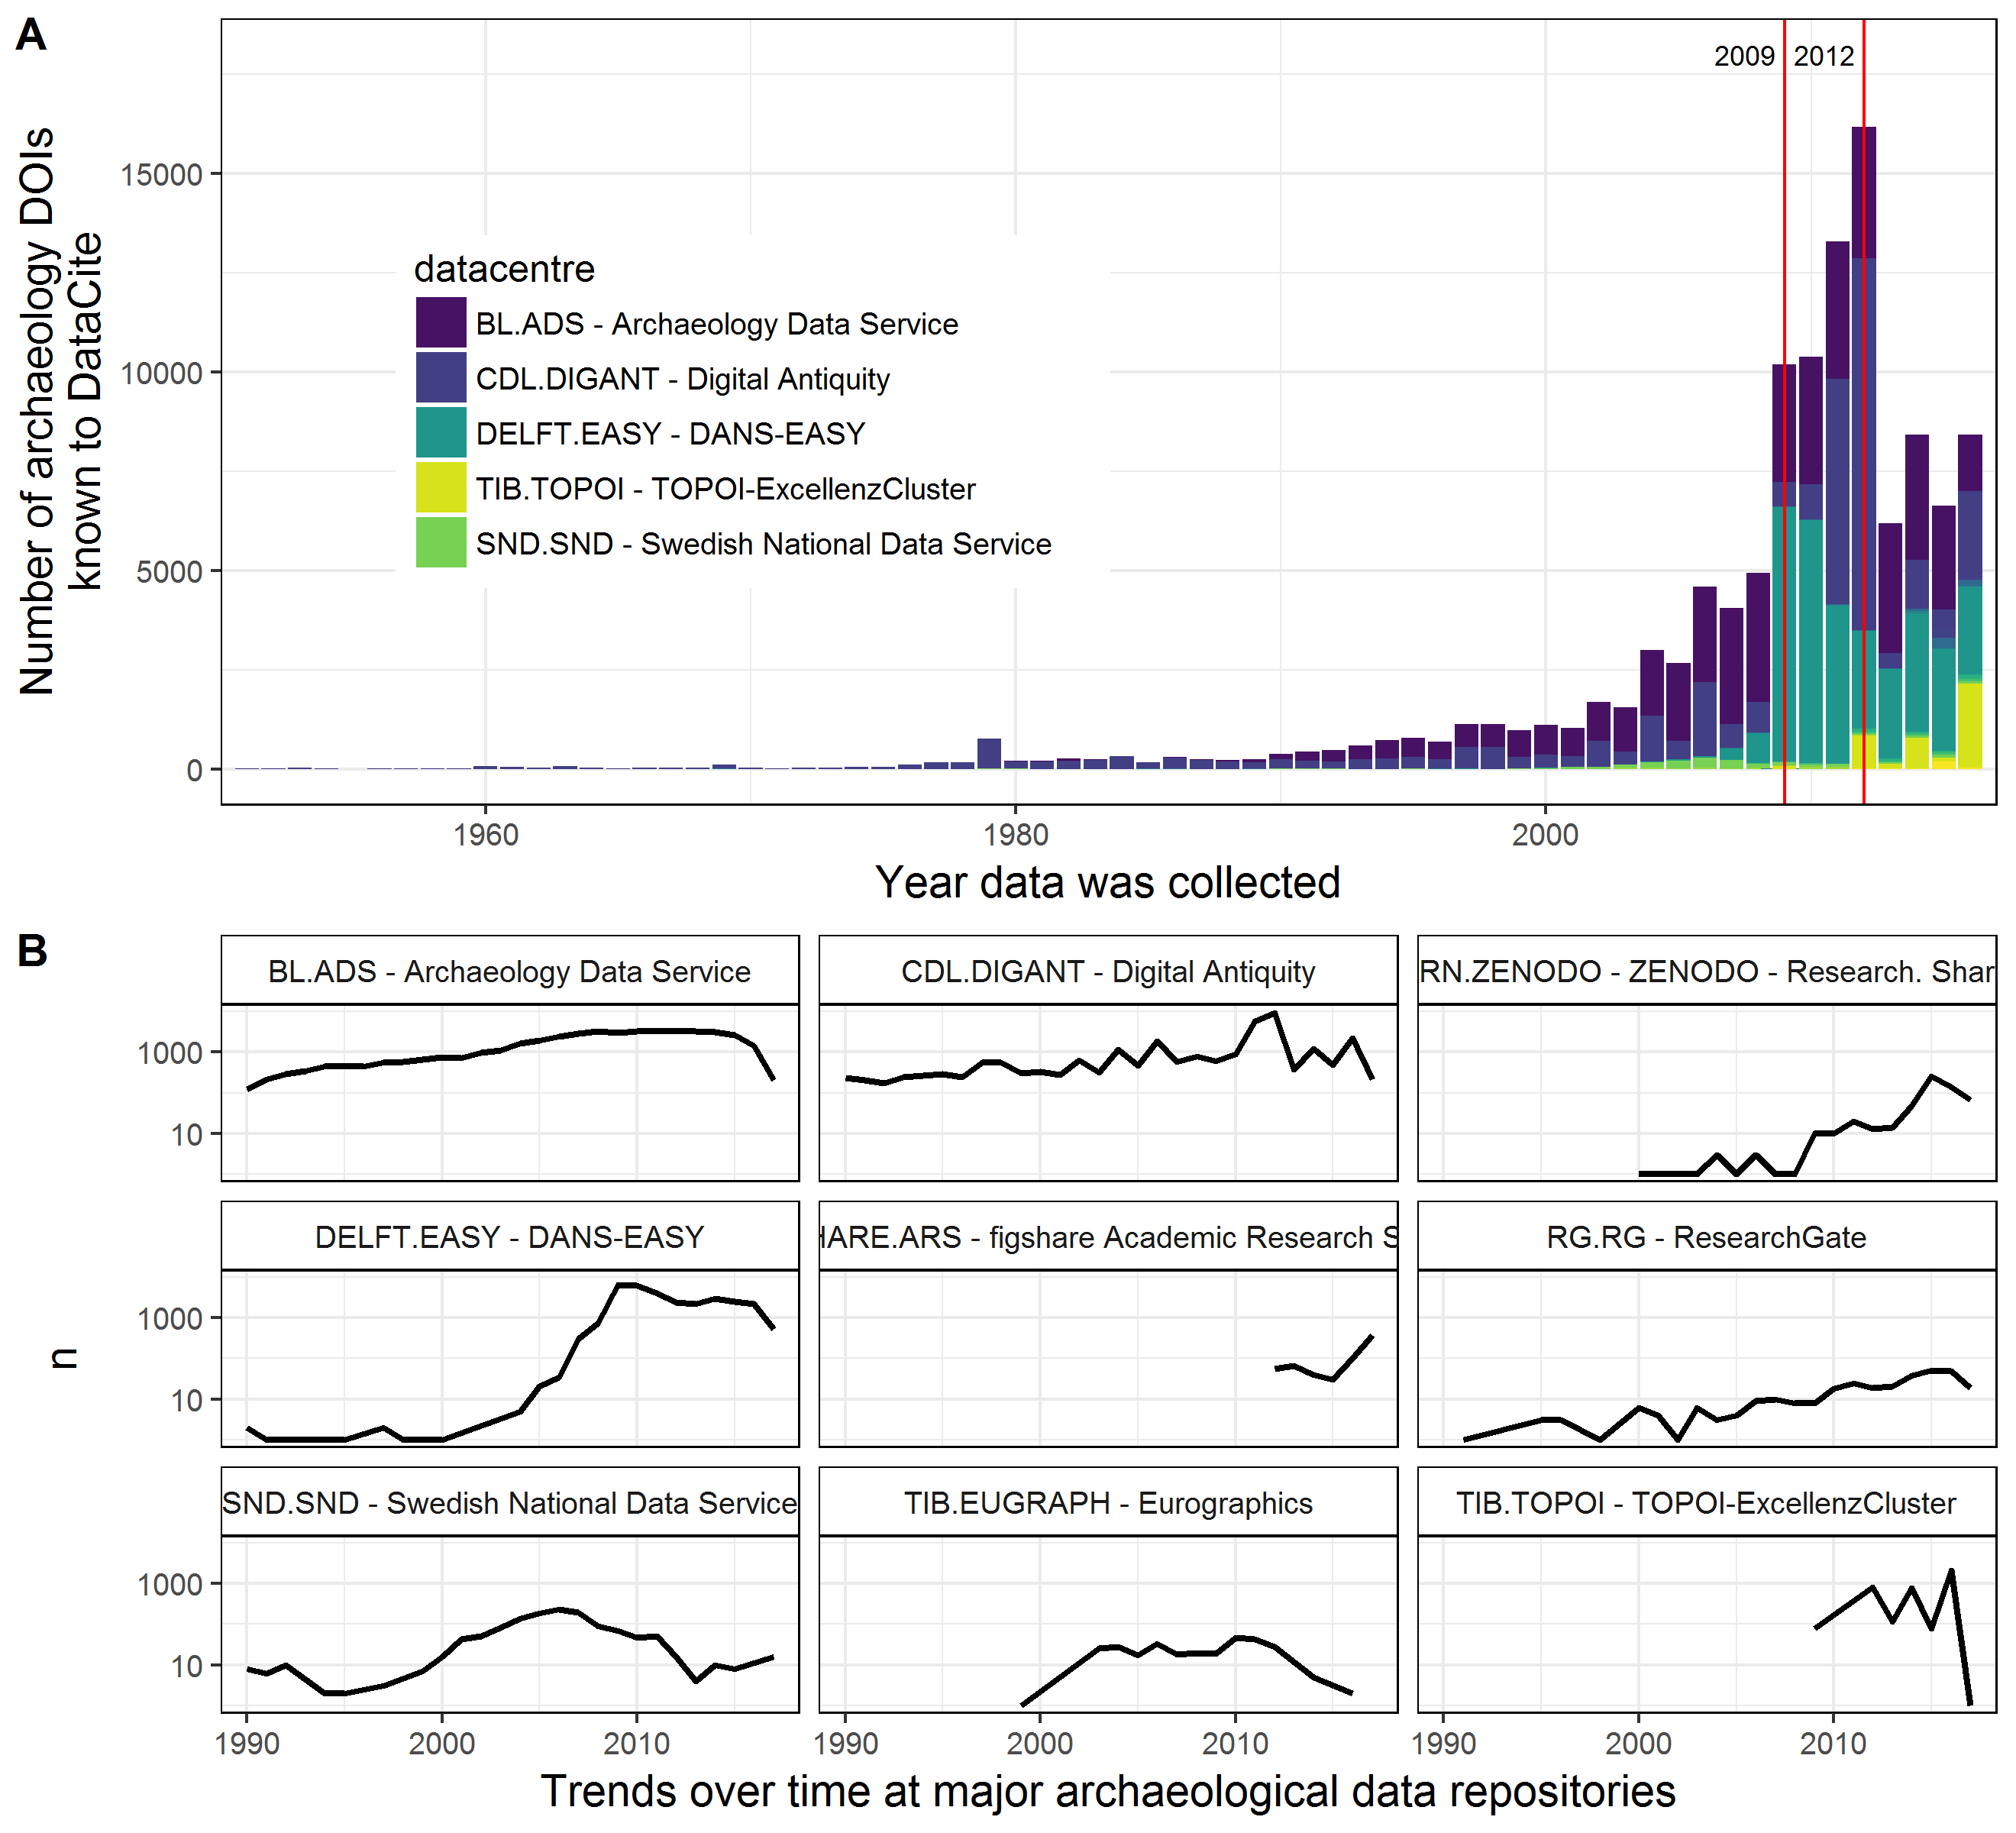 A
Number of archaeology DOIs
known to DataCite
15000
10000
5000
0
2009 2012
datacentre
BL.ADS - Archaeology Data Service
CDL.DIGANT - Digital Antiquity
DELFT.EASY - DANS-EASY
TIB.TOPOI - TOPOI-ExcellenzCluster
SND.SND - Swedish National Data Service
1960 1980 2000
Year data was collected
B
BL.ADS - Archaeology Data Service
CDL.DIGANT - Digital Antiquity
RN.ZENODO - ZENODO - Research. Shar
1000
10
DELFT.EASY - DANS-EASY
HARE.ARS - figshare Academic Research S
RG.RG - ResearchGate
1000
10
n
SND.SND - Swedish National Data Service
TIB.EUGRAPH - Eurographics
TIB.TOPOI - TOPOI-ExcellenzCluster
1000
10
1990 2000 2010
1990 2000 2010
1990 2000 2010
Trends over time at major archaeological data repositories